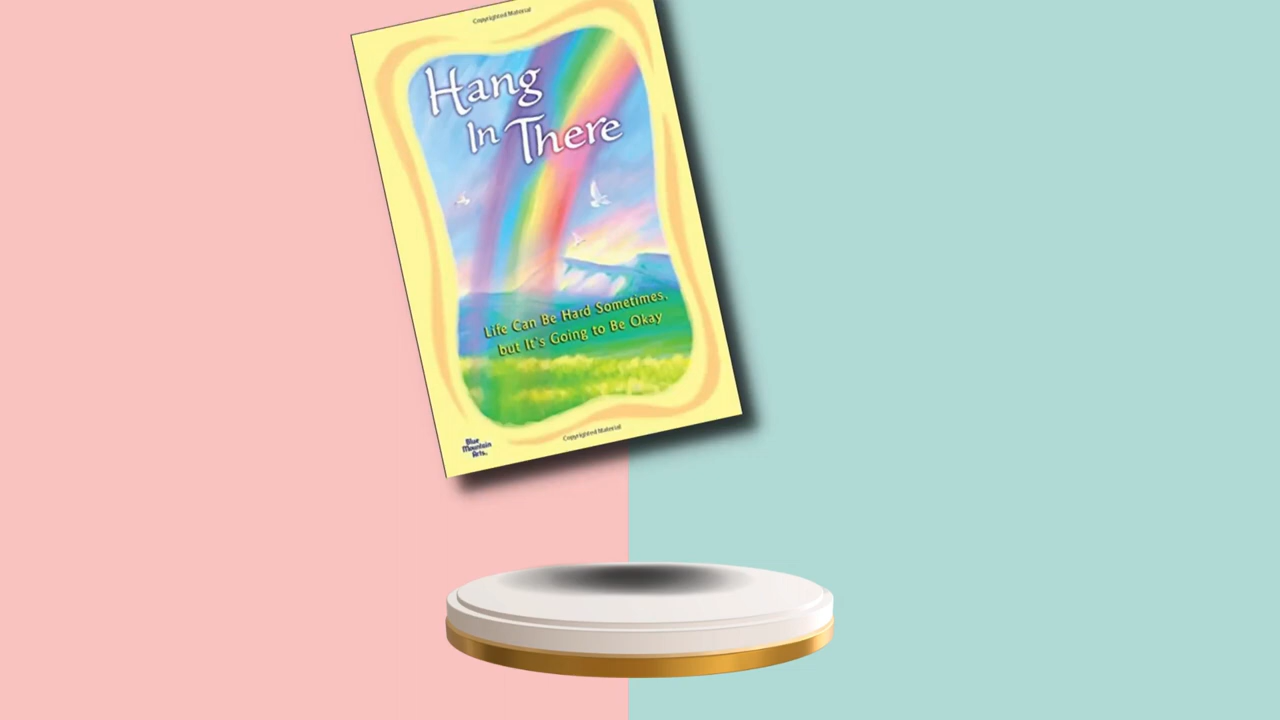 Copyrighted Material
Hang
In There
Life Can Be Hard Sometimes,
but It's Going to Be Okay
Copyrighted Material
Blue
Mountain
Arts®